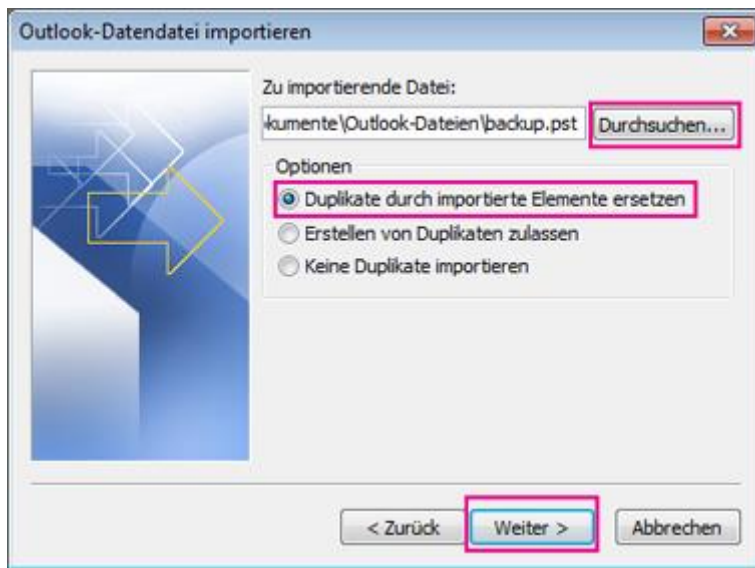 Outlook-Datendatei importieren
Zu importierende Datei:
kumente\Outlook-Dateien\backup.pst Durchsuchen...
Optionen
Duplikate durch importierte Elemente ersetzen
Erstellen von Duplikaten zulassen
Keine Duplikate importieren
< Zurück Weiter > Abbrechen